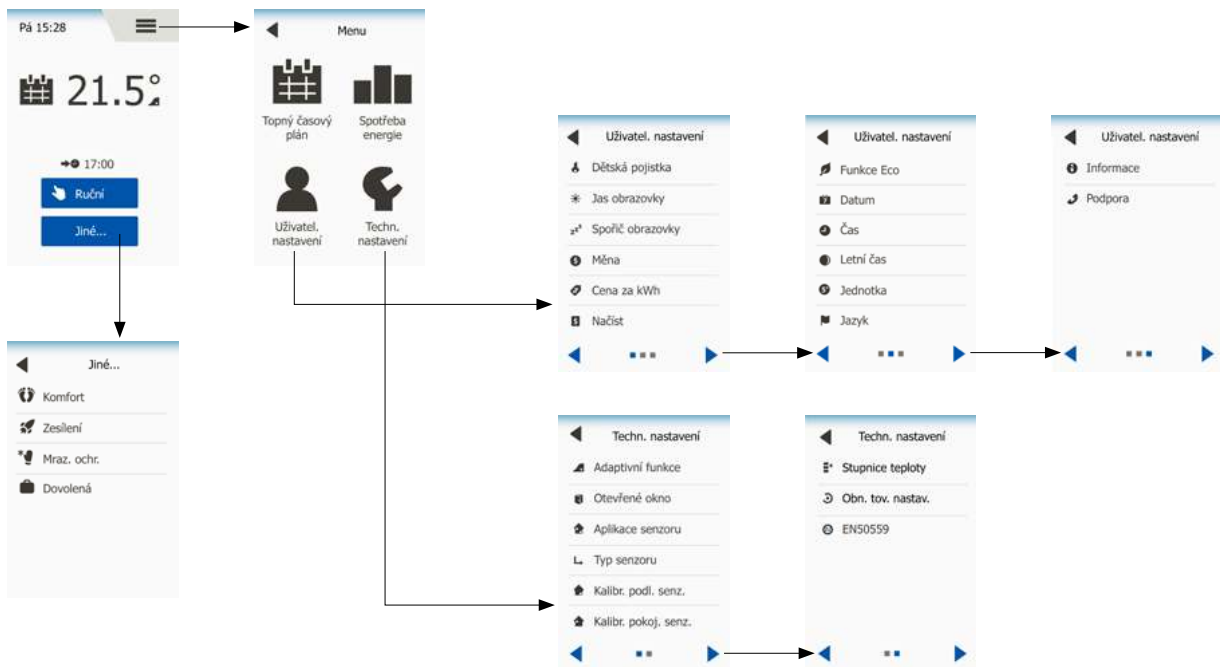 Pá 15:28
21.5°
17:00
Ruční
Jiné...
Menu
Topný časový
plán
Spotřeba
energie
Uživatel.
nastavení
Techn.
nastavení
Uživatel. nastavení
Dětská pojistka
Jas obrazovky
Spořič obrazovky
Měna
Cena za kWh
Načíst
Uživatel. nastavení
Funkce Eco
Datum
Čas
Letní čas
Jednotka
Jazyk
Uživatel. nastavení
Informace
Podpora
Jiné...
Komfort
Zesílení
Mraz. ochr.
Dovolená
Techn. nastavení
Adaptivní funkce
Otevřené okno
Aplikace senzoru
Typ senzoru
Kalibr. podl. senz.
Kalibr. pokoj. senz.
Techn. nastavení
Stupnice teploty
Obn. tov. nastav.
EN50559